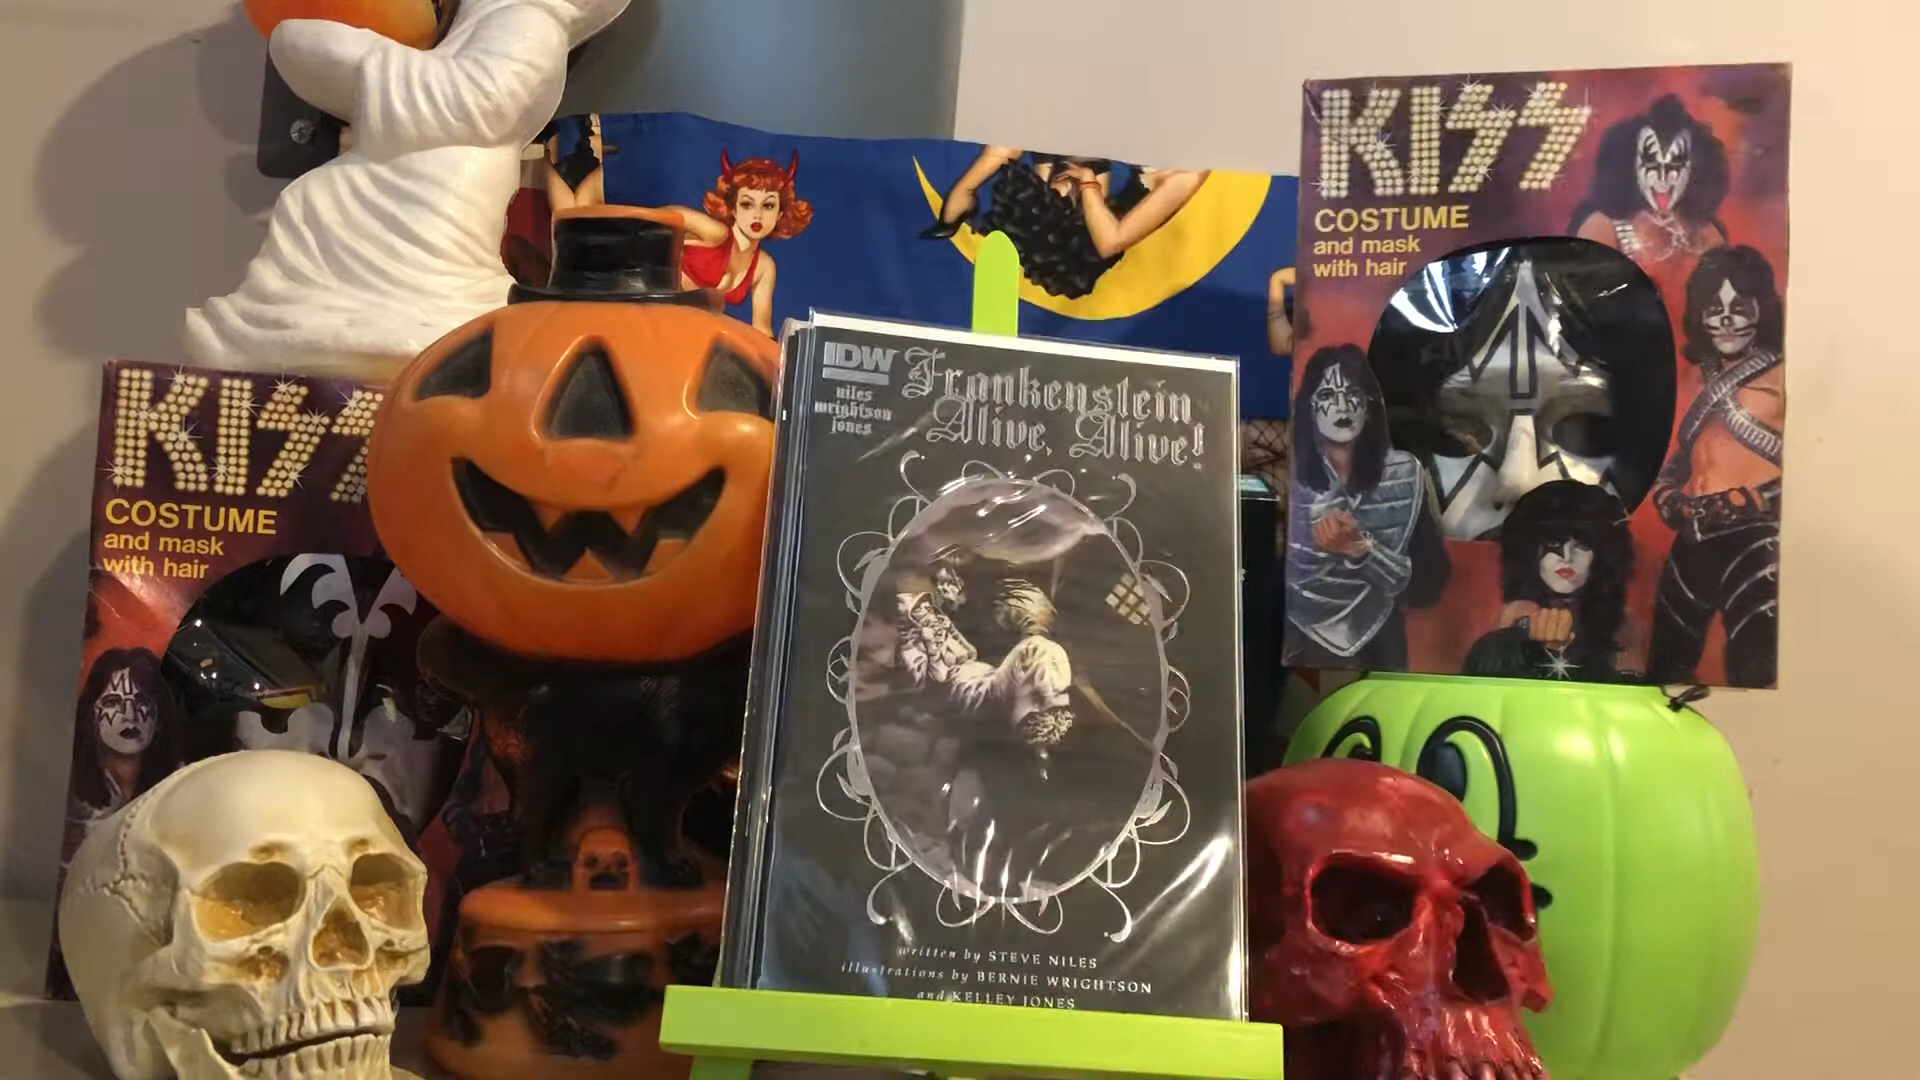 KISS
COSTUME
and mask
with hair
KISS
COSTUME
and mask
with hair
IDW
niles
wrightson
jones
Frankenstein
Alive, Alive!
written by STEVE NILES
illustrations by BERNIE WRIGHTSON
and KELLEY JONES